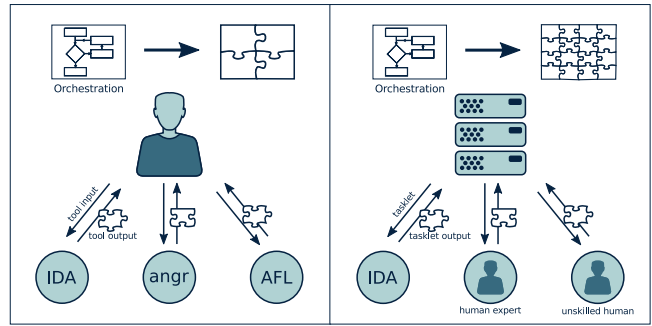 Orchestration
tool input
tool output
IDA
angr
AFL
Orchestration
tasklet
tasklet output
IDA
human expert
unskilled human